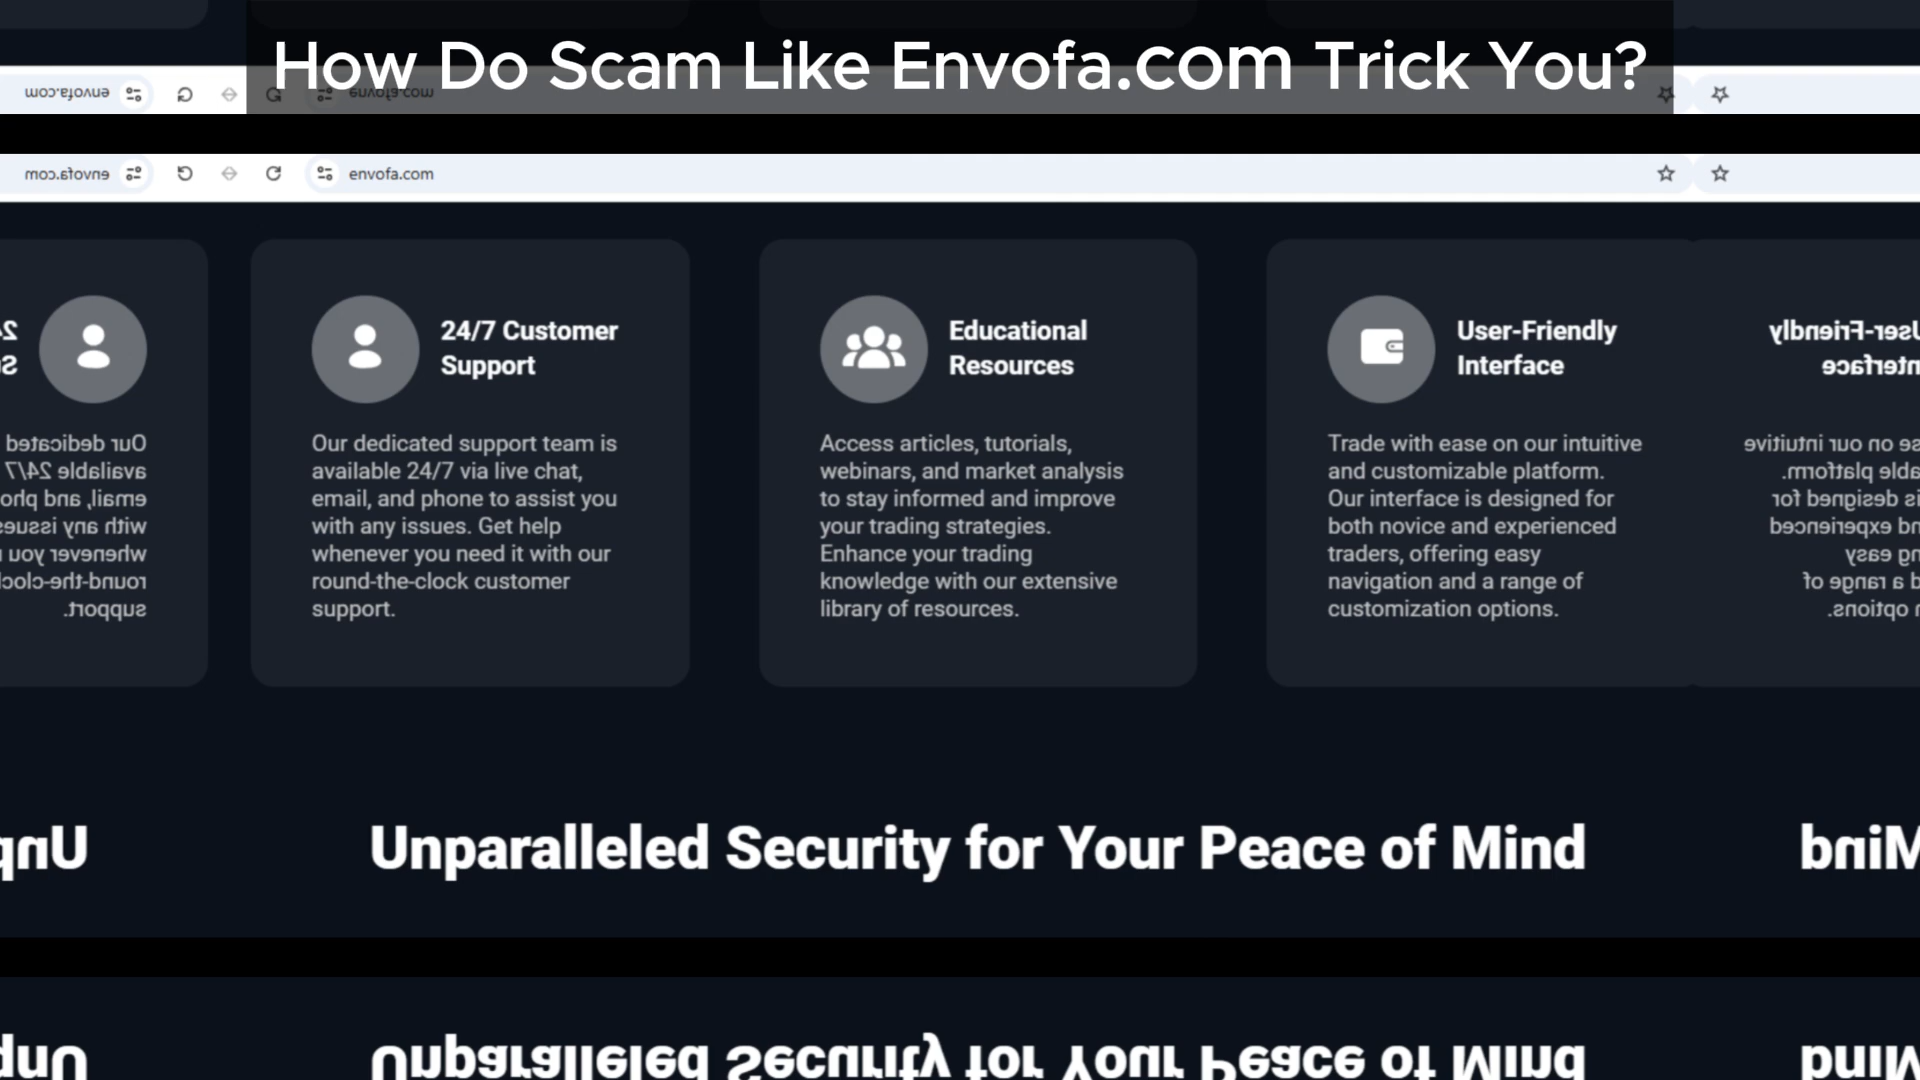 How Do Scam Like Envofa.com Trick You?
envofa.com
24/7 Customer
Support
Our dedicated support team is
available 24/7 via live chat,
email, and phone to assist you
with any issues. Get help
whenever you need it with our
round-the-clock customer
support.
Educational
Resources
Access articles, tutorials,
webinars, and market analysis
to stay informed and improve
your trading strategies.
Enhance your trading
knowledge with our extensive
library of resources.
User-Friendly
Interface
Trade with ease on our intuitive
and customizable platform.
Our interface is designed for
both novice and experienced
traders, offering easy
navigation and a range of
customization options.
Unparalleled Security for Your Peace of Mind